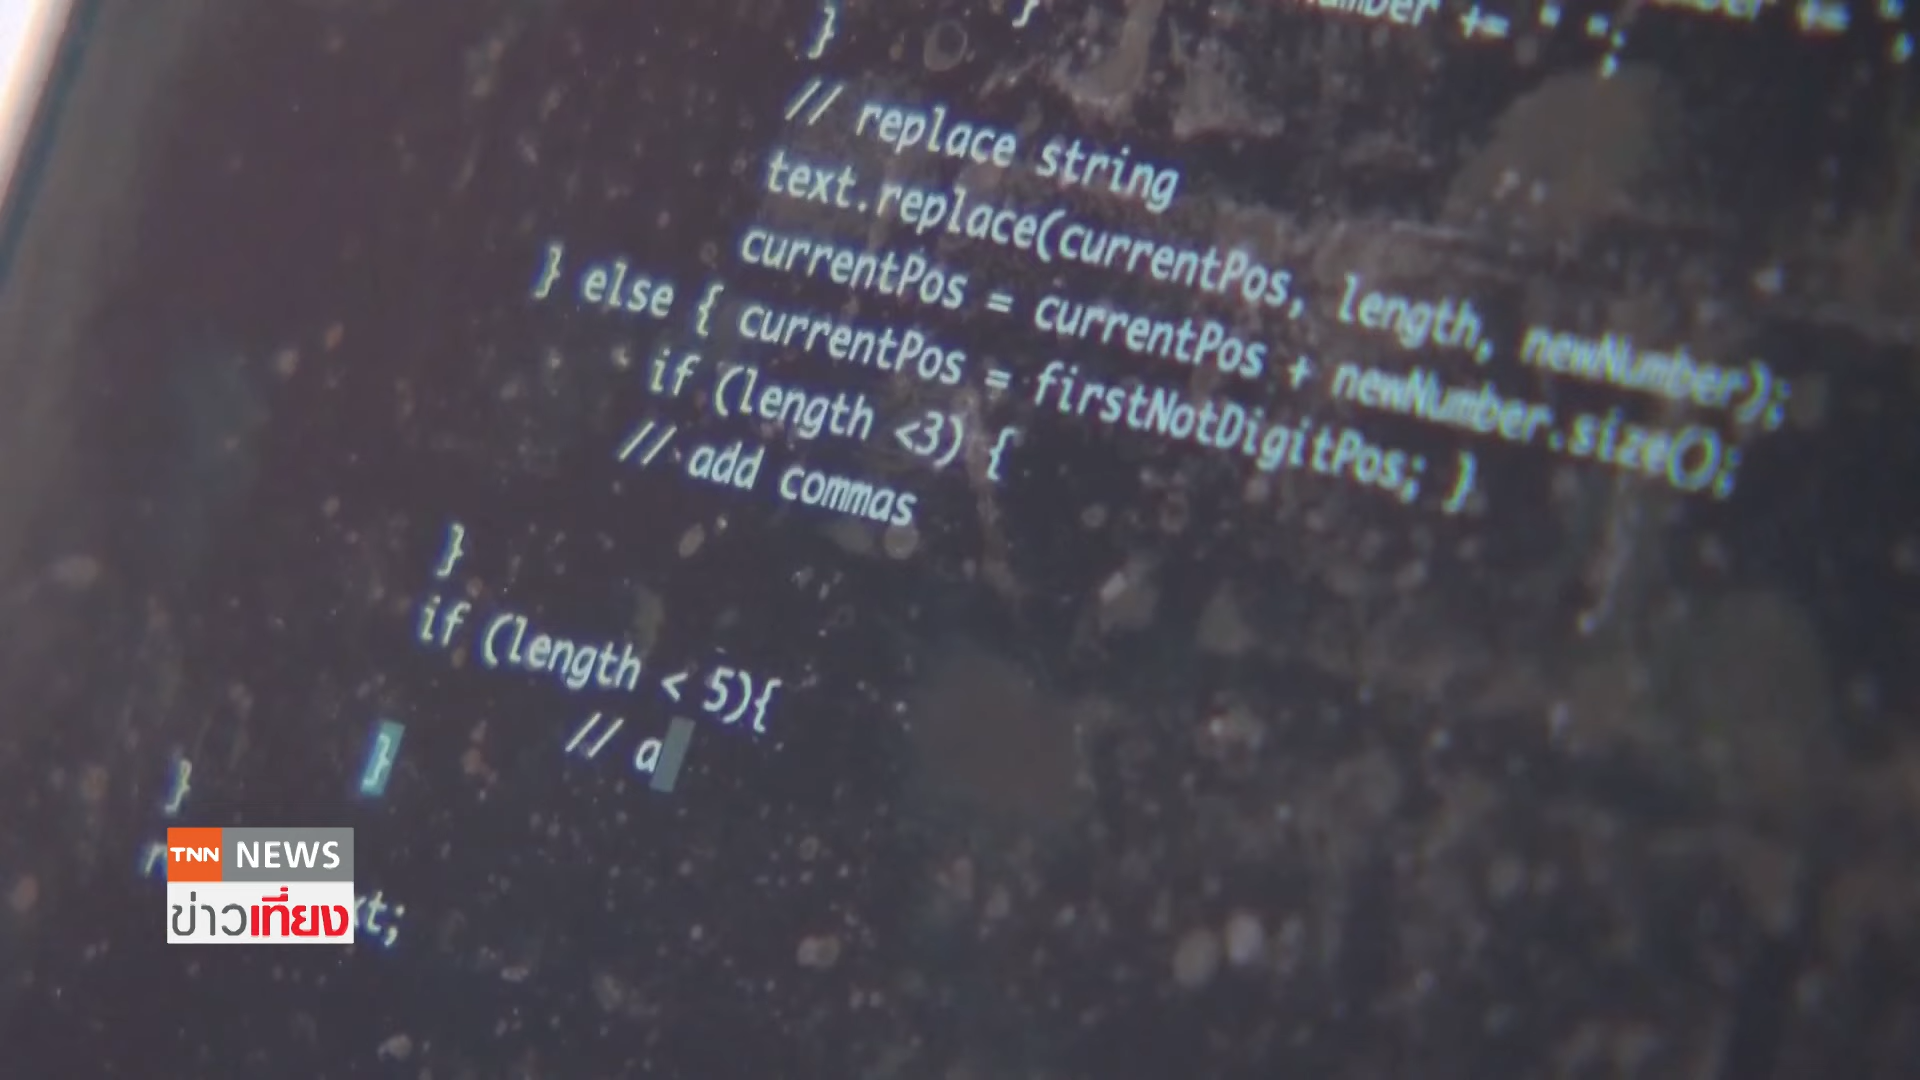 }
}
// replace string
text.replace(currentPos, length, newNumber);
currentPos = currentPos + newNumber.size();
} else { currentPos = firstNotDigitPos; }
if (length <3) {
// add commas
}
if (length < 5){
// a
}
}
TNN NEWS
ข่าวเที่ยง
t;